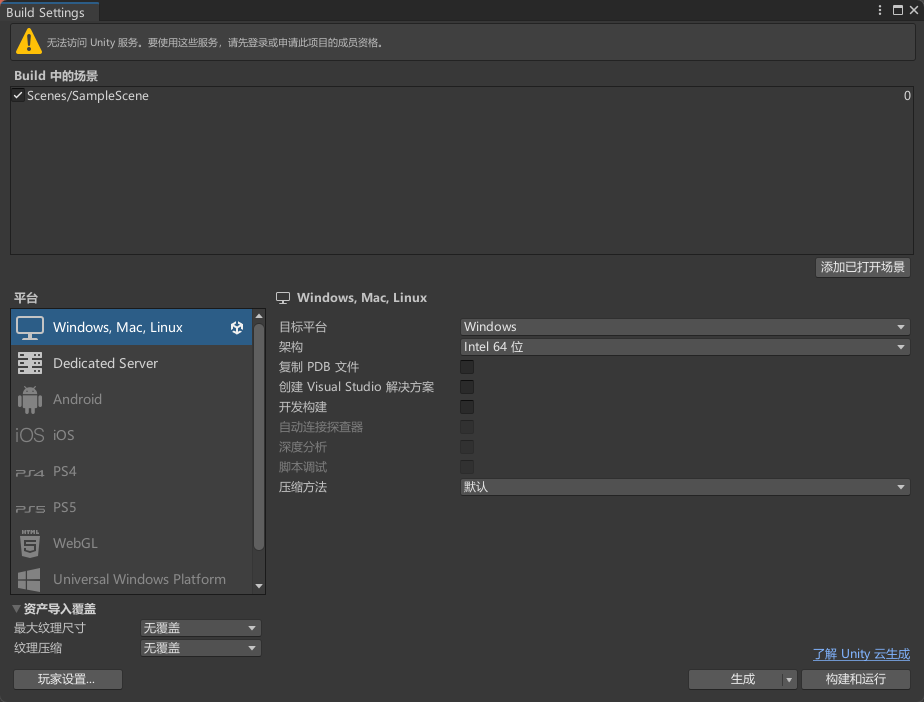 Build Settings
无法访问 Unity 服务。要使用这些服务，请先登录或申请此项目的成员资格。
Build 中的场景
Scenes/SampleScene 0
添加已打开场景
平台
Windows, Mac, Linux
Dedicated Server
Android
iOS iOS
PS4 PS4
PS5 PS5
HTML 5 WebGL
Universal Windows Platform
Windows, Mac, Linux
目标平台 Windows
架构 Intel 64 位
复制 PDB 文件
创建 Visual Studio 解决方案
开发构建
自动连接探查器
深度分析
脚本调试
压缩方法 默认
资产导入覆盖
最大纹理尺寸 无覆盖
纹理压缩 无覆盖
了解 Unity 云生成
玩家设置... 生成 构建和运行